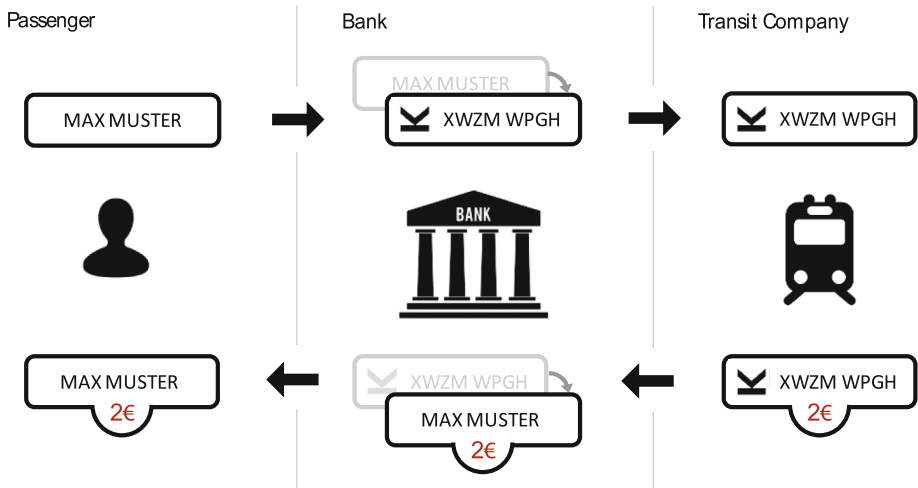 Passenger
Bank
Transit Company
MAX MUSTER
MAX MUSTER
XWZM WPGH
XWZM WPGH
BANK
MAX MUSTER
2€
XWZM WPGH
MAX MUSTER
2€
XWZM WPGH
2€